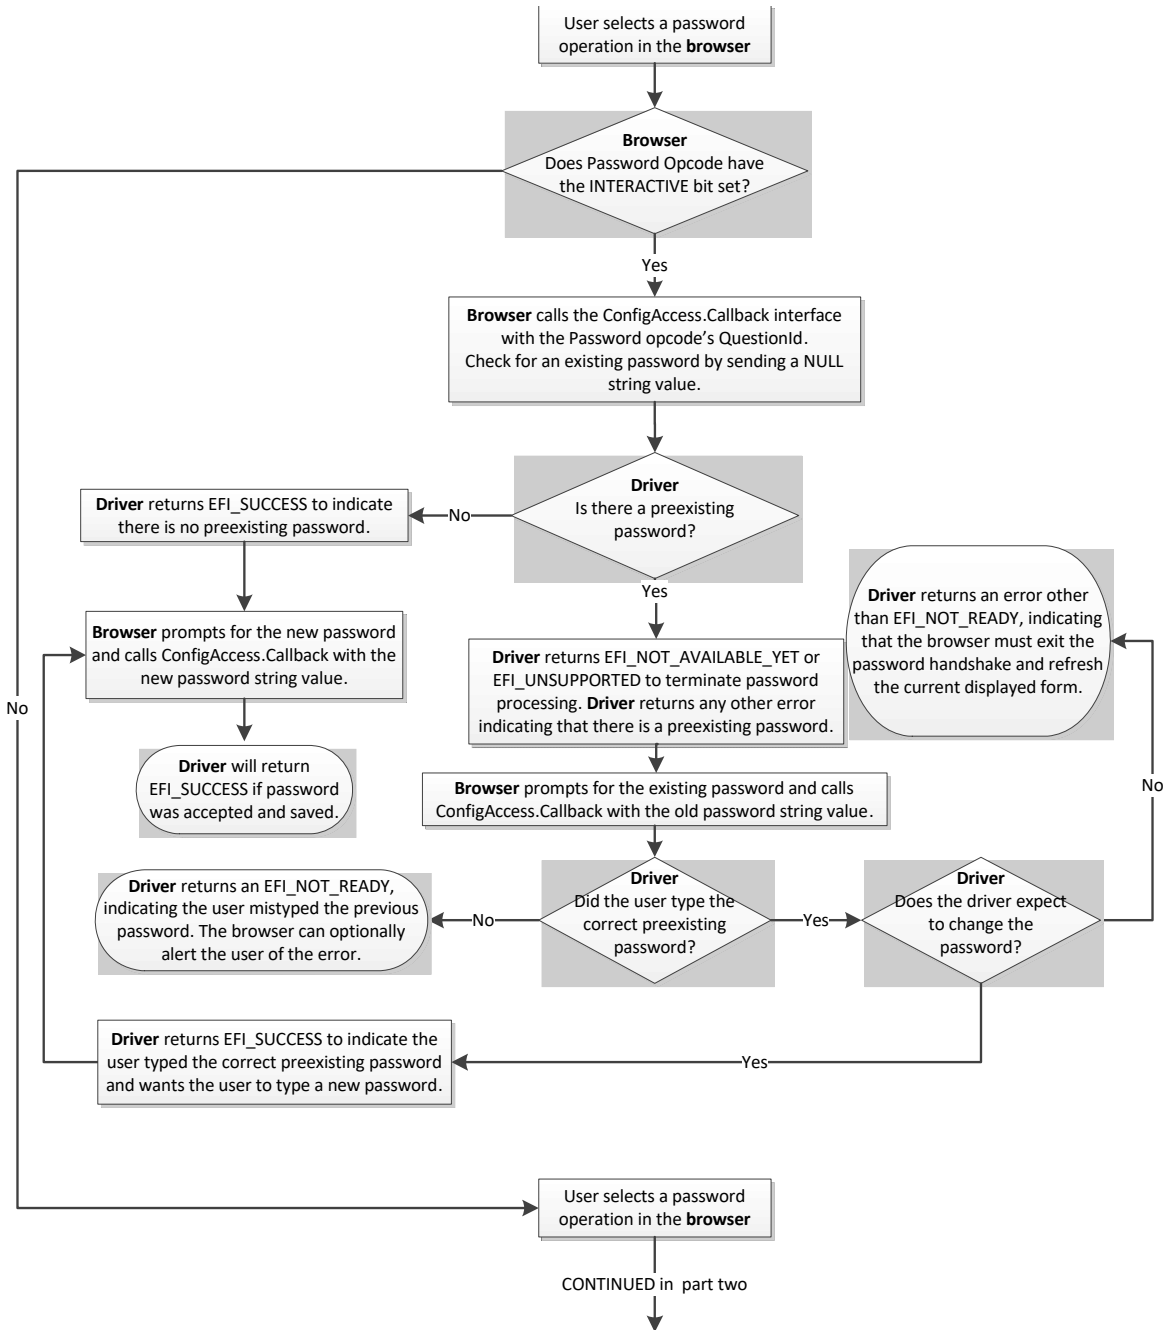 User selects a password
operation in the browser
Browser
Does Password Opcode have
the INTERACTIVE bit set?
Yes
Browser calls the ConfigAccess.Callback interface
with the Password opcode’s QuestionId.
Check for an existing password by sending a NULL
string value.
Driver
Is there a preexisting
password?
No
Driver returns EFI_SUCCESS to indicate
there is no preexisting password.
Yes
Browser prompts for the new password
and calls ConfigAccess.Callback with the
new password string value.
Driver returns EFI_NOT_AVAILABLE_YET or
EFI_UNSUPPORTED to terminate password
processing. Driver returns any other error
indicating that there is a preexisting password.
Driver returns an error other
than EFI_NOT_READY, indicating
that the browser must exit the
password handshake and refresh
the current displayed form.
No
Driver will return
EFI_SUCCESS if password
was accepted and saved.
Browser prompts for the existing password and calls
ConfigAccess.Callback with the old password string value.
No
Driver returns an EFI_NOT_READY,
indicating the user mistyped the previous
password. The browser can optionally
alert the user of the error.
No
Driver
Did the user type the
correct preexisting
password?
Yes
Driver
Does the driver expect
to change the
password?
Driver returns EFI_SUCCESS to indicate the
user typed the correct preexisting password
and wants the user to type a new password.
Yes
User selects a password
operation in the browser
CONTINUED in part two